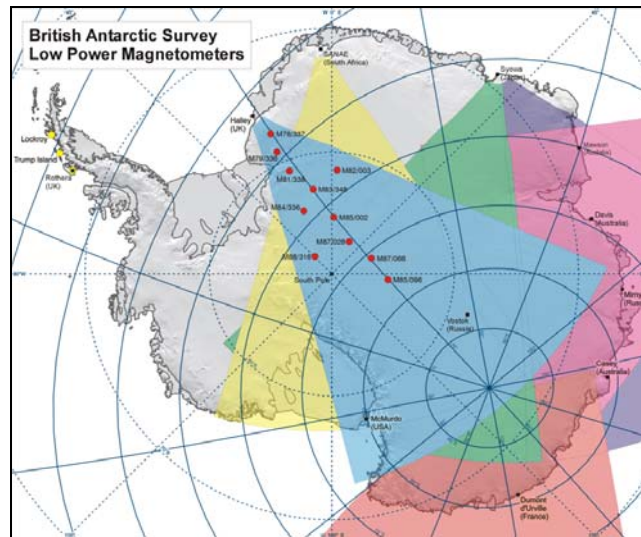 British Antarctic Survey
Low Power Magnetometers
SANAE
(South Africa)
Syowa
Halley
(UK)
M78/337
Lockroy
M79/336
Trump Island
M81/338
M82/003
Rothera
(UK)
M83/348
Davis
(Australia)
M84/336
M85/002
M87/028
M88/316
M87/068
South Pole
M85/096
Vostok
(Russia)
Casey
(Australia)
McMurdo
(USA)
Dumont
d'Urville
(France)